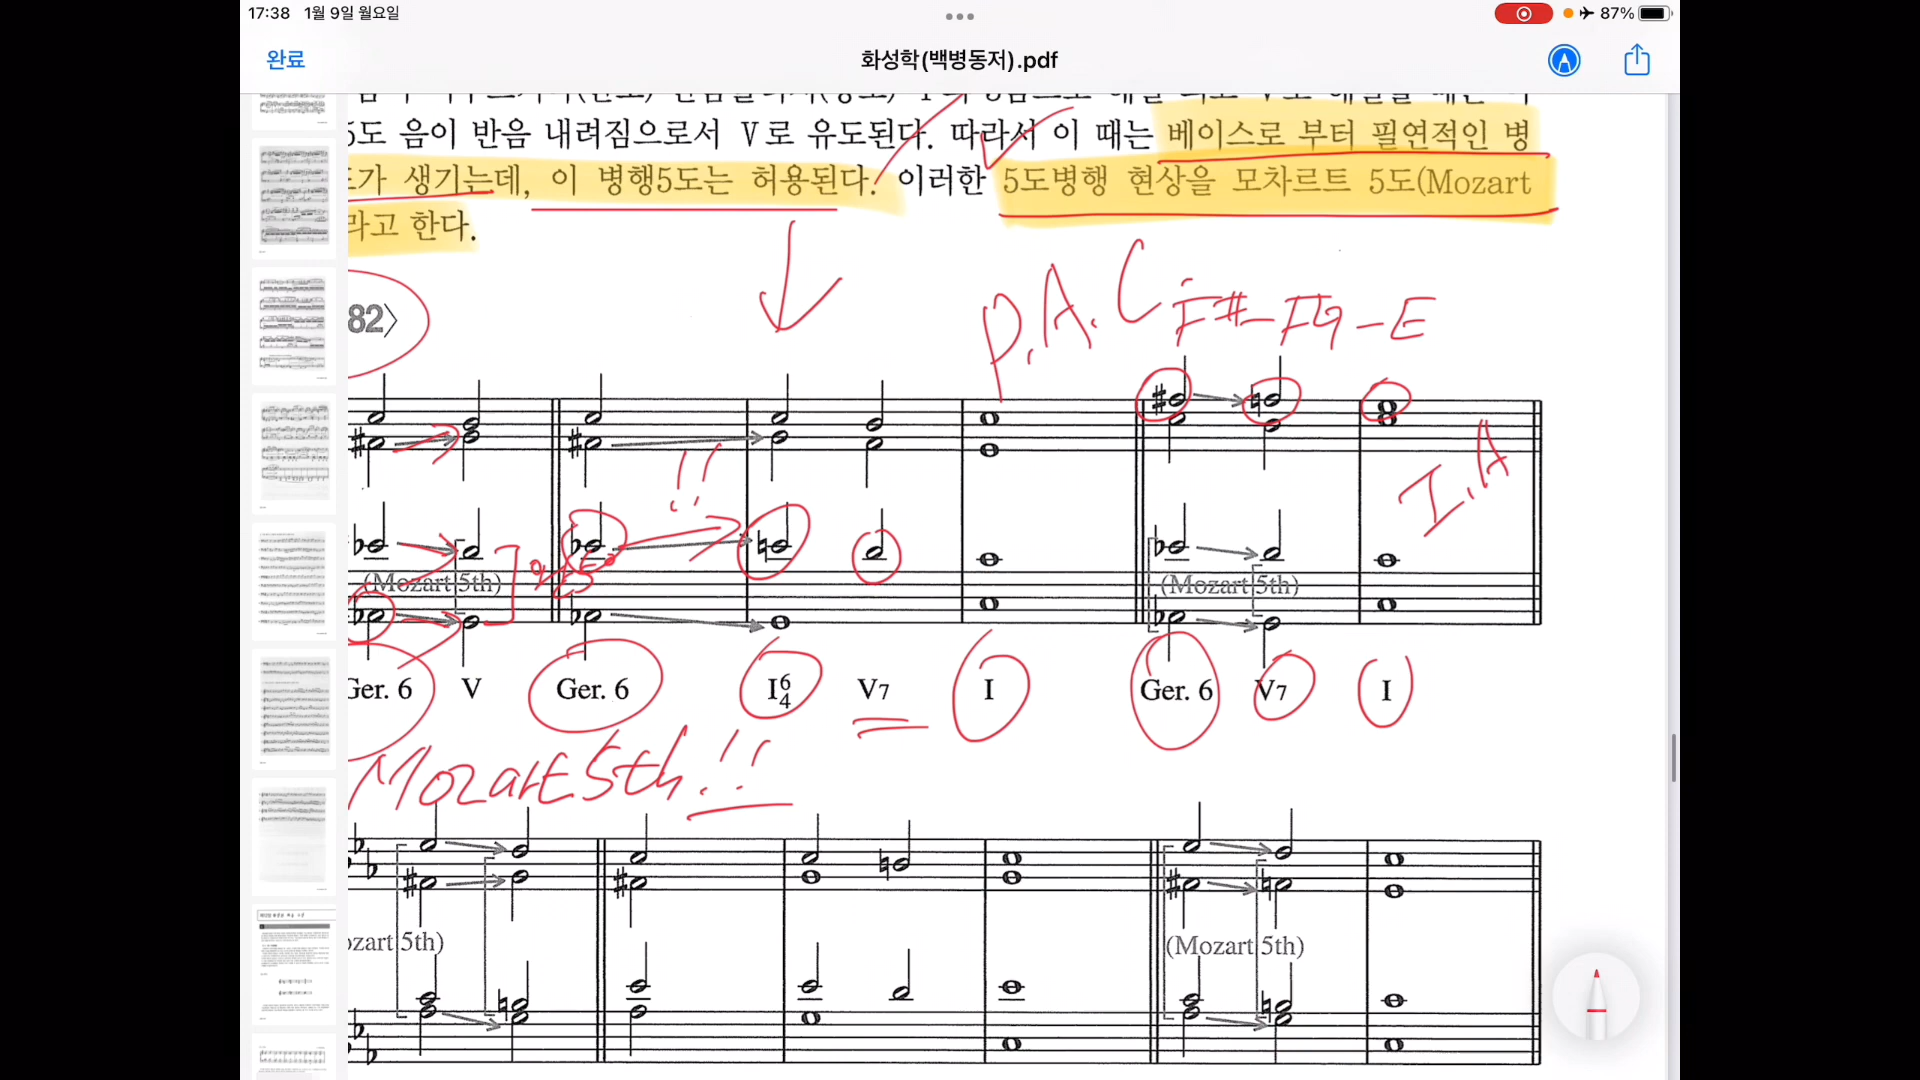 17:38 1월 9일 월요일
87%
완료
화성학(백병동저).pdf
5도 음이 반음 내려짐으로서 V로 유도된다. 따라서 이 때는 베이스로 부터 필연적인 병
가 생기는데, 이 병행5도는 허용된다. 이러한 5도병행 현상을 모차르트 5도(Mozart
라고 한다.
82〉
P.A.C
F#-F♮-E
I.A
!!
(Mozart 5th)
(Mozart 5th)
Ger. 6 V Ger. 6 I6/4 V7 I Ger. 6 V7 I
Mozart 5th!!
ozart 5th)
(Mozart 5th)